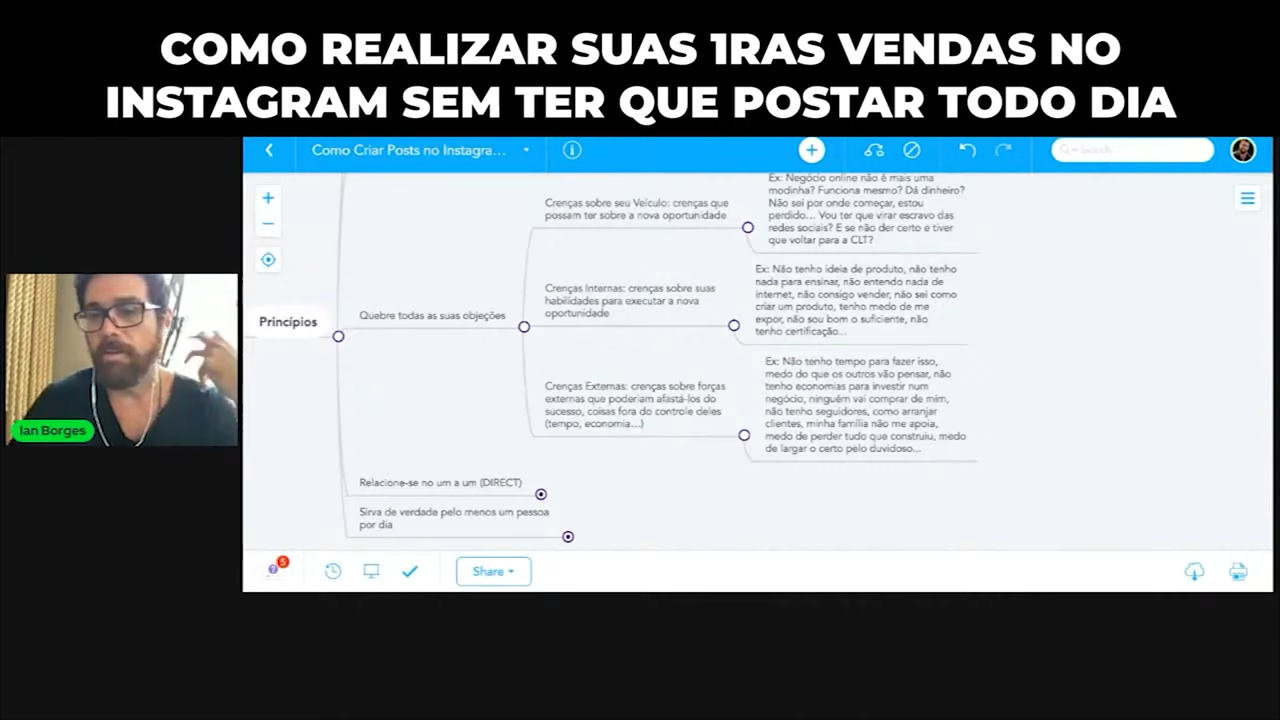 COMO REALIZAR SUAS 1RAS VENDAS NO
INSTAGRAM SEM TER QUE POSTAR TODO DIA
Como Criar Posts no Instagra...
Search
Ex: Negócio online não é mais uma
modinha? Funciona mesmo? Dá dinheiro?
Não sei por onde começar, estou
perdido... Vou ter que virar escravo das
redes sociais? E se não der certo e tiver
que voltar para a CLT?
Crenças sobre seu Veículo: crenças que
possam ter sobre a nova oportunidade
Ex: Não tenho ideia de produto, não tenho
nada para ensinar, não entendo nada de
internet, não consigo vender, não sei como
criar um produto, tenho medo de me
expor, não sou bom o suficiente, não
tenho certificação...
Crenças Internas: crenças sobre suas
habilidades para executar a nova
oportunidade
Princípios
Quebre todas as suas objeções
Ex: Não tenho tempo para fazer isso,
medo do que os outros vão pensar, não
tenho economias para investir num
negócio, ninguém vai comprar de mim,
não tenho seguidores, como arranjar
clientes, minha família não me apoia,
medo de perder tudo que construiu, medo
de largar o certo pelo duvidoso...
Crenças Externas: crenças sobre forças
externas que poderiam afastá-los do
sucesso, coisas fora do controle deles
(tempo, economia...)
Ian Borges
Relacione-se no um a um (DIRECT)
Sirva de verdade pelo menos um pessoa
por dia
5
Share